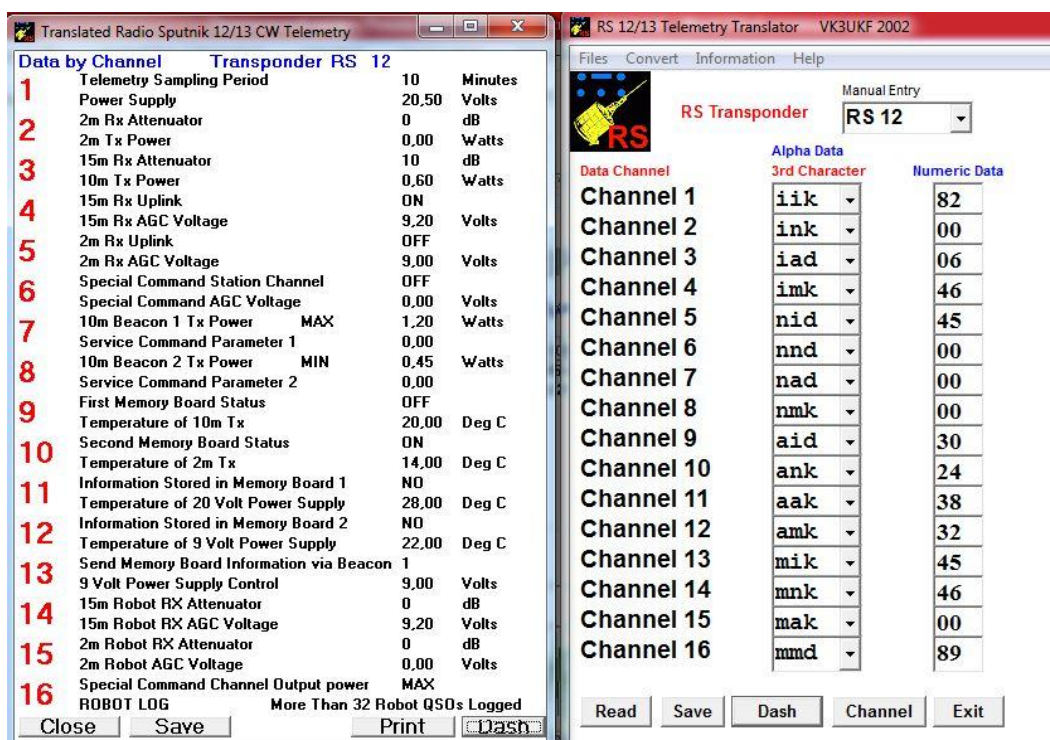 Translated Radio Sputnik 12/13 CW Telemetry
Data by Channel Transponder RS 12
1 Telemetry Sampling Period 10 Minutes
Power Supply 20,50 Volts
2 2m Rx Attenuator 0 dB
2m Tx Power 0,00 Watts
3 15m Rx Attenuator 10 dB
10m Tx Power 0,60 Watts
4 15m Rx Uplink ON
15m Rx AGC Voltage 9,20 Volts
5 2m Rx Uplink OFF
2m Rx AGC Voltage 9,00 Volts
6 Special Command Station Channel OFF
Special Command AGC Voltage 0,00 Volts
7 10m Beacon 1 Tx Power MAX 1,20 Watts
Service Command Parameter 1 0,00
8 10m Beacon 2 Tx Power MIN 0,45 Watts
Service Command Parameter 2 0,00
9 First Memory Board Status OFF
Temperature of 10m Tx 20,00 Deg C
10 Second Memory Board Status ON
Temperature of 2m Tx 14,00 Deg C
11 Information Stored in Memory Board 1 NO
Temperature of 20 Volt Power Supply 28,00 Deg C
12 Information Stored in Memory Board 2 NO
Temperature of 9 Volt Power Supply 22,00 Deg C
13 Send Memory Board Information via Beacon 1
9 Volt Power Supply Control 9,00 Volts
14 15m Robot RX Attenuator 0 dB
15m Robot RX AGC Voltage 9,20 Volts
15 2m Robot RX Attenuator 0 dB
2m Robot AGC Voltage 0,00 Volts
16 Special Command Channel Output power MAX
ROBOT LOG More Than 32 Robot QSOs Logged
Close Save Print Dash
RS 12/13 Telemetry Translator VK3UKF 2002
Files Convert Information Help
RS
RS Transponder
Manual Entry
RS 12
Alpha Data
Data Channel 3rd Character Numeric Data
Channel 1 iik 82
Channel 2 ink 00
Channel 3 iad 06
Channel 4 imk 46
Channel 5 nid 45
Channel 6 nnd 00
Channel 7 nad 00
Channel 8 nmk 00
Channel 9 aid 30
Channel 10 ank 24
Channel 11 aak 38
Channel 12 amk 32
Channel 13 mik 45
Channel 14 mnk 46
Channel 15 mak 00
Channel 16 mmd 89
Read Save Dash Channel Exit